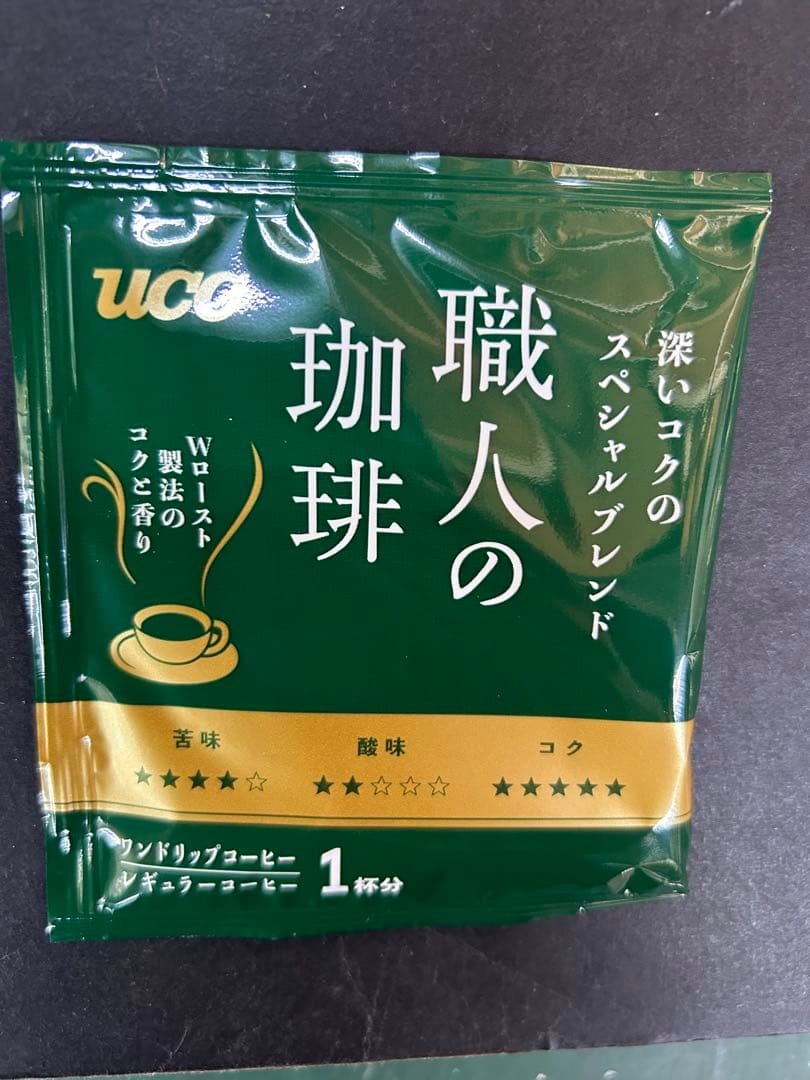 深いコクの
スペシャルブレンド
職人の
珈琲
UCC
Wロースト
製法の
コクと香り
苦味
★★★★☆
酸味
★★☆☆☆
コク
★★★★★
ワンドリップコーヒー
レギュラーコーヒー
1杯分